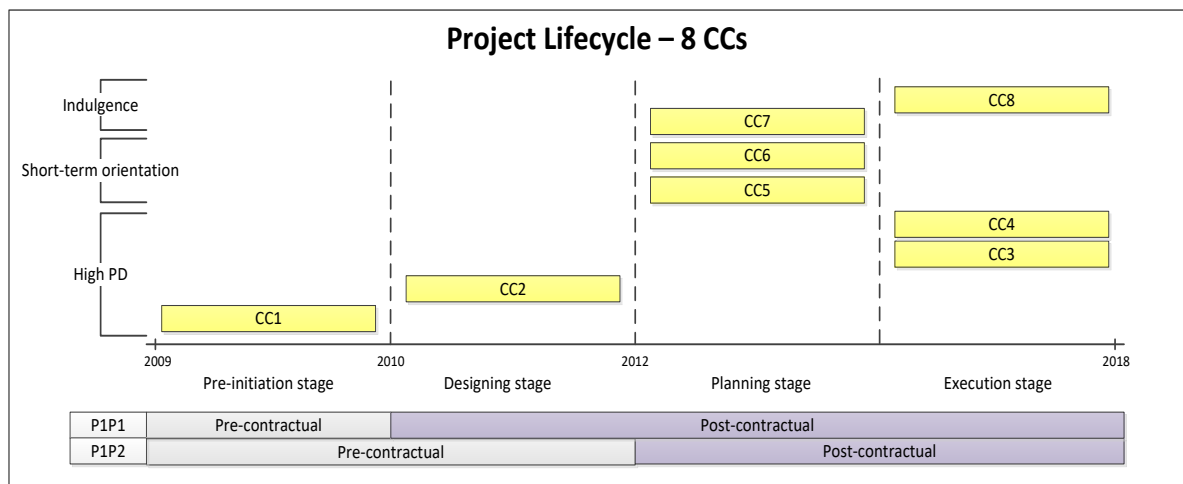 Project Lifecycle – 8 CCs
Indulgence
CC8
CC7
Short-term orientation
CC6
CC5
High PD
CC4
CC3
CC2
CC1
2009
2010
2012
2018
Pre-initiation stage
Designing stage
Planning stage
Execution stage
P1P1
Pre-contractual
Post-contractual
P1P2
Pre-contractual
Post-contractual